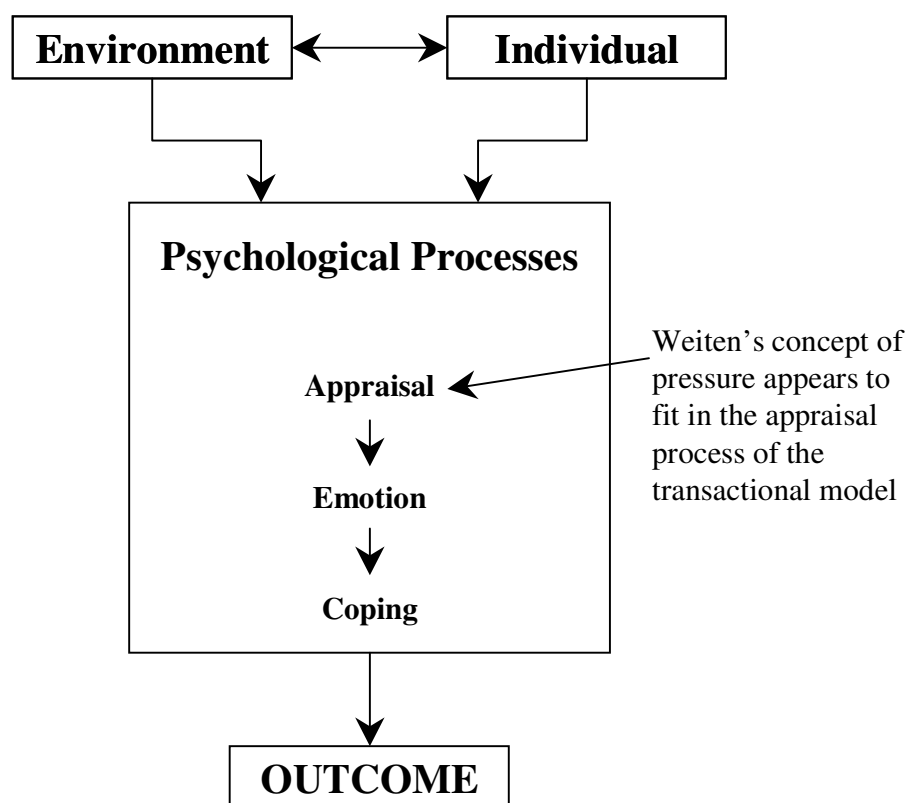 Environment
Individual
Psychological Processes
Appraisal
Emotion
Coping
Weiten’s concept of
pressure appears to
fit in the appraisal
process of the
transactional model
OUTCOME